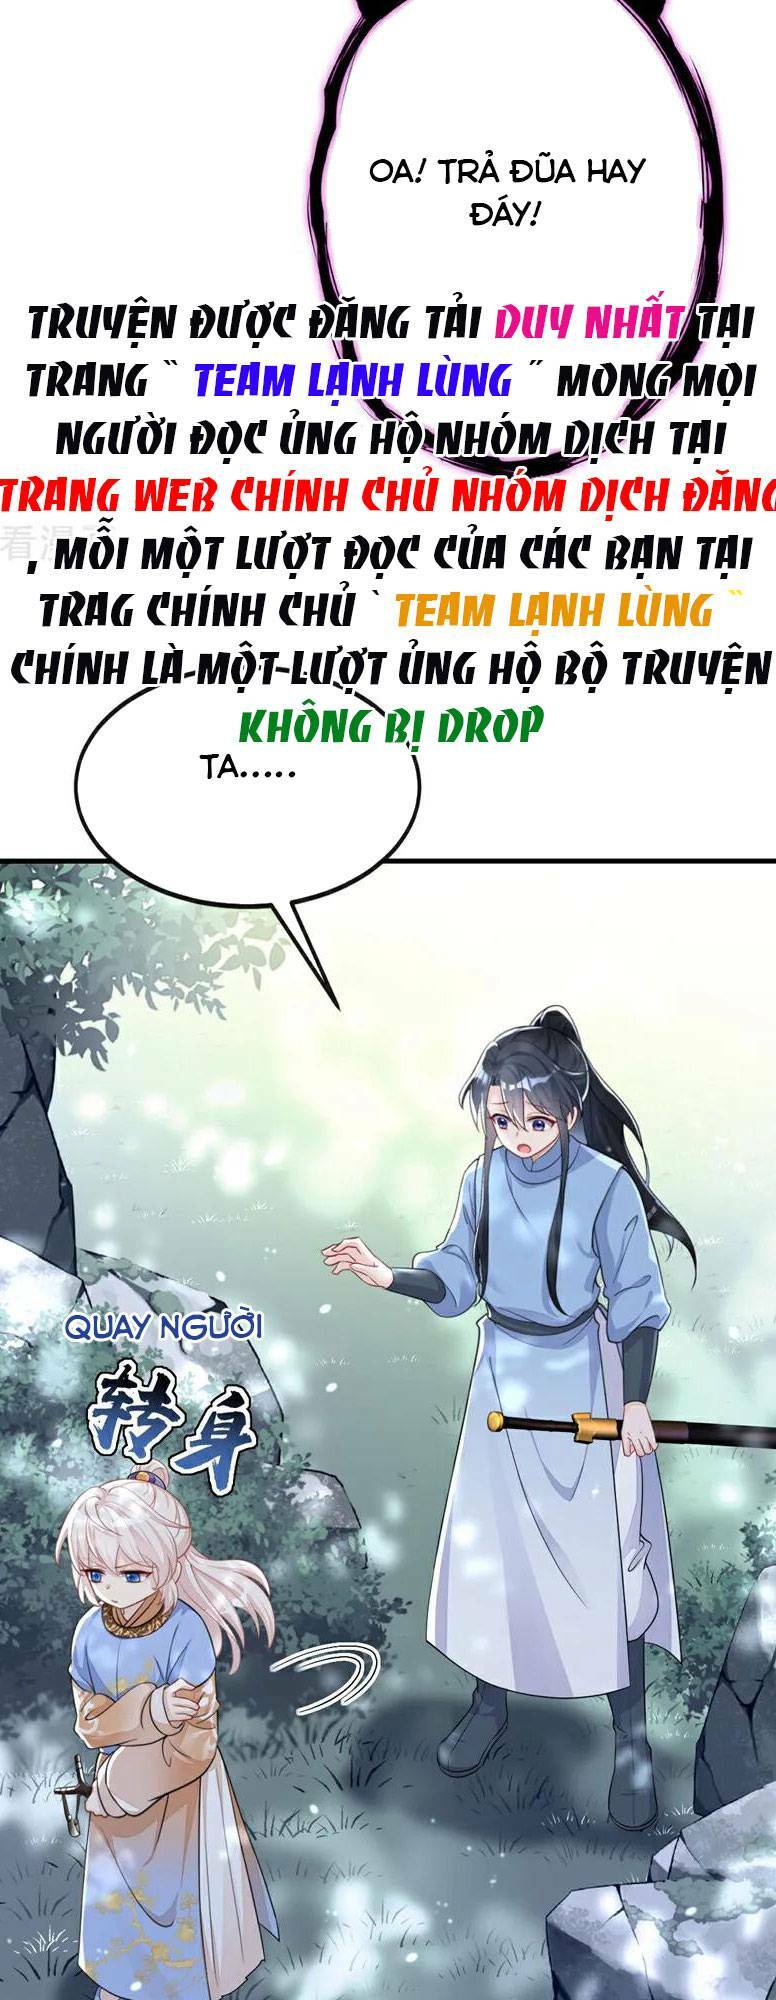 OA! TRẢ ĐŨA HAY
ĐÁY!
TRUYỆN ĐƯỢC ĐĂNG TẢI DUY NHẤT TẠI
TRANG `` TEAM LẠNH LÙNG ˝ MONG MỌI
NGƯỜI ĐỌC ỦNG HỘ NHÓM DỊCH TẠI
TRANG WEB CHÍNH CHỦ NHÓM DỊCH ĐĂNG
看漫
, MỖI MỘT LƯỢT ĐỌC CỦA CÁC BẠN TẠI
TRAG CHÍNH CHỦ ` TEAM LẠNH LÙNG ``
CHÍNH LÀ MỘT LƯỢT ỦNG HỘ BỘ TRUYỆN
KHÔNG BỊ DROP
TA.....
QUAY NGƯỜI
转身